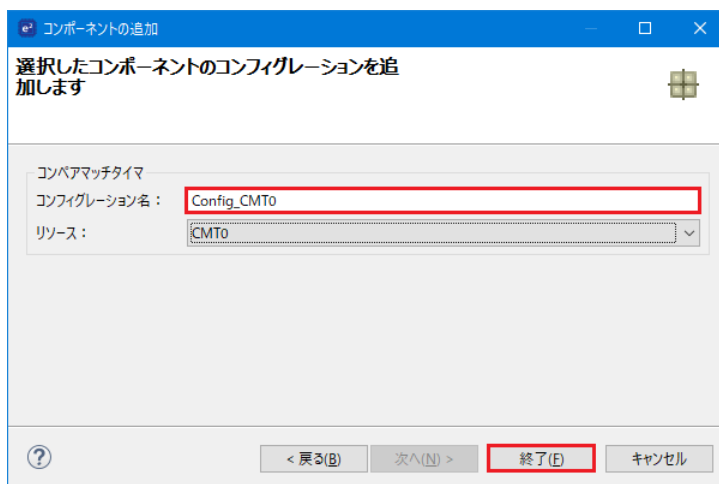 e² コンポーネントの追加
選択したコンポーネントのコンフィグレーションを追
加します
コンペアマッチタイマ
コンフィグレーション名： Config_CMT0
リソース： CMT0
< 戻る(B) 次へ(N) > 終了(F) キャンセル